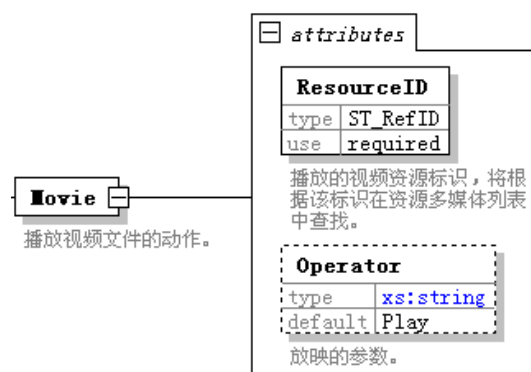 attributes
ResourceID
type ST_RefID
use required
播放的视频资源标识，将根
据该标识在资源多媒体列表
中查找。
Movie
播放视频文件的动作。
Operator
type xs:string
default Play
放映的参数。